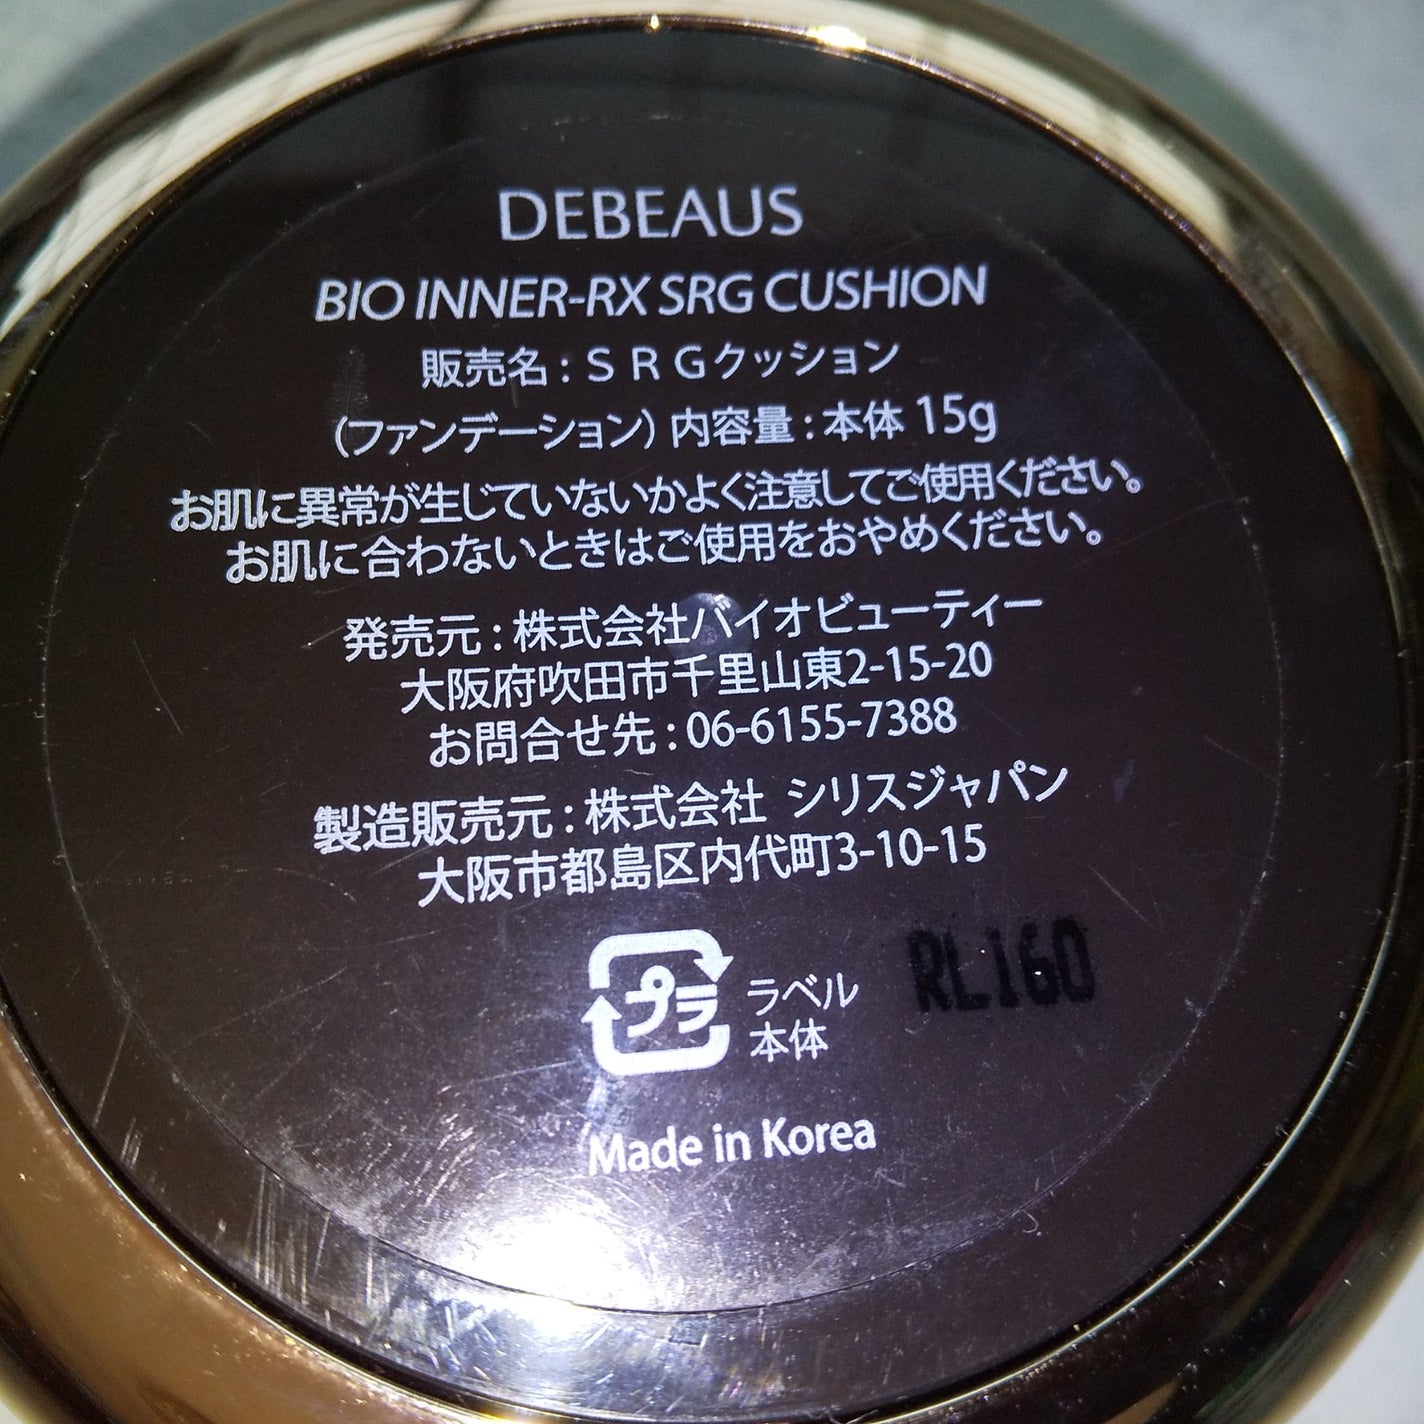 DEBEAUS
BIO INNER-RX SRG CUSHION
販売名：ＳＲＧクッション
（ファンデーション）内容量：本体 15g
お肌に異常が生じていないかよく注意してご使用ください。
お肌に合わないときはご使用をおやめください。
発売元：株式会社バイオビューティー
大阪府吹田市千里山東2-15-20
お問合せ先：06-6155-7388
製造販売元：株式会社 シリスジャパン
大阪市都島区内代町3-10-15
プラ ラベル
本体
RL160
Made in Korea